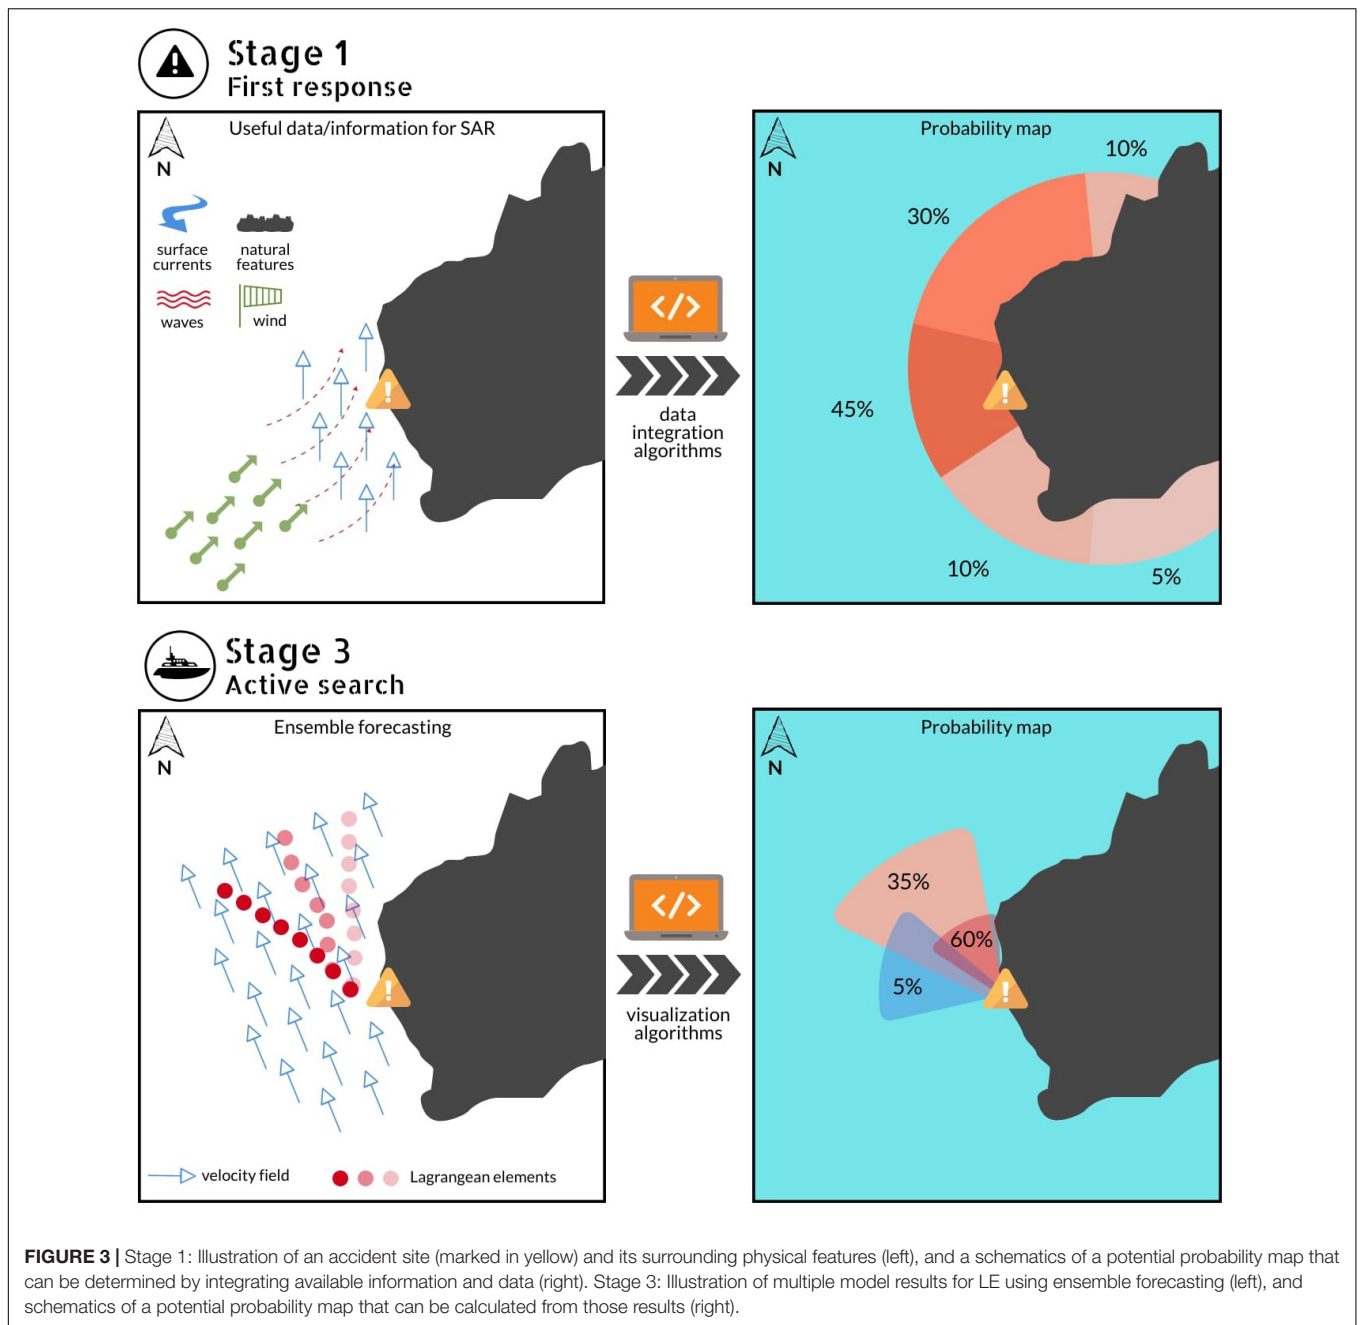 Stage 1
First response
Useful data/information for SAR
N
surface
currents
natural
features
waves
wind
</>
data
integration
algorithms
Probability map
N
10%
30%
45%
10%
5%
Stage 3
Active search
Ensemble forecasting
N
velocity field
Lagrangean elements
</>
visualization
algorithms
Probability map
N
35%
60%
5%
FIGURE 3 | Stage 1: Illustration of an accident site (marked in yellow) and its surrounding physical features (left), and a schematics of a potential probability map that
can be determined by integrating available information and data (right). Stage 3: Illustration of multiple model results for LE using ensemble forecasting (left), and
schematics of a potential probability map that can be calculated from those results (right).